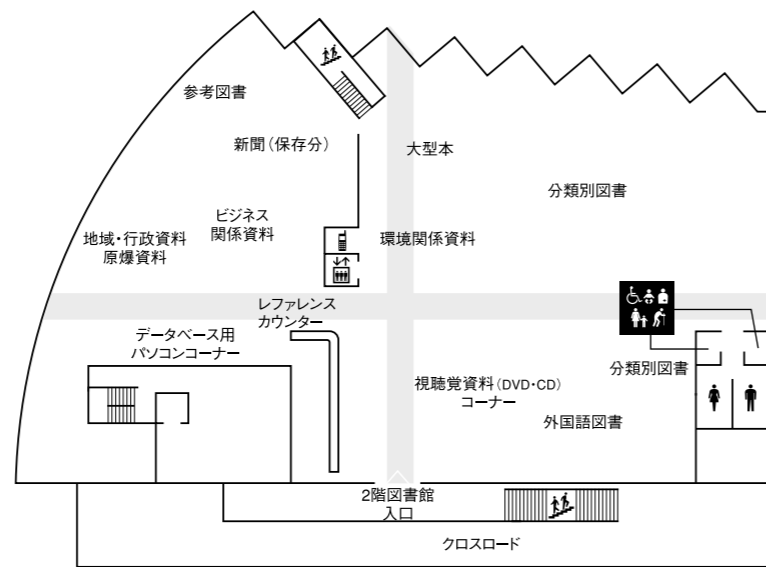 参考図書
新聞（保存分）
大型本
分類別図書
ビジネス
関係資料
地域・行政資料
原爆資料
環境関係資料
レファレンス
カウンター
データベース用
パソコンコーナー
分類別図書
視聴覚資料（DVD・CD）
コーナー
外国語図書
2階図書館
入口
クロスロード